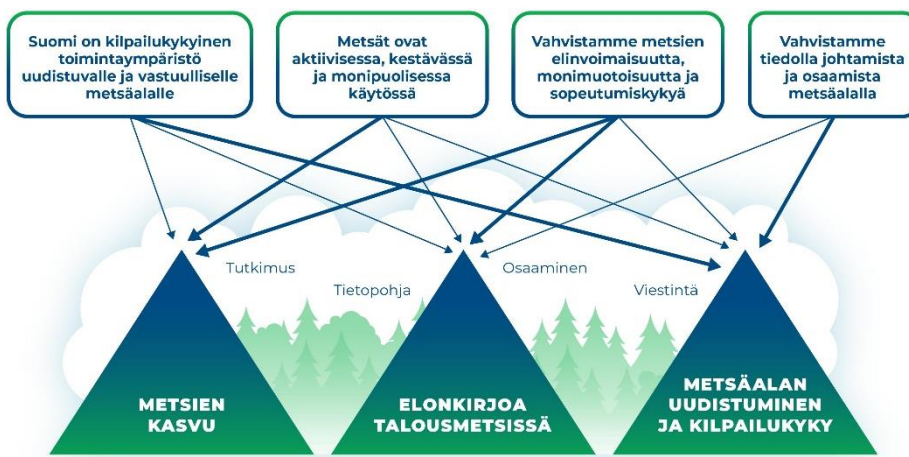 Suomi on kilpailukykyinen
toimintaympäristö
uudistuvalle ja vastuulliselle
metsäalalle
Metsät ovat
aktiivisessa, kestävässä
ja monipuolisessa
käytössä
Vahvistamme metsien
elinvoimaisuutta,
monimuotoisuutta ja
sopeutumiskykyä
Vahvistamme
tiedolla johtamista
ja osaamista
metsäalalla
Tutkimus
Tietopohja
Osaaminen
Viestintä
METSIEN
KASVU
ELONKIRJOA
TALOUSMETSISSÄ
METSÄALAN
UUDISTUMINEN
JA KILPAILUKYKY